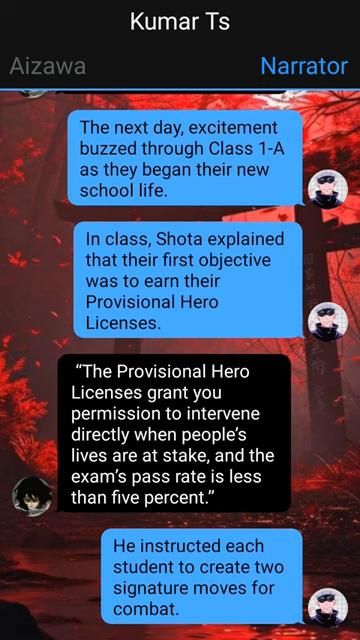 Kumar Ts
Aizawa
Narrator
The next day, excitement
buzzed through Class 1-A
as they began their new
school life.
In class, Shota explained
that their first objective
was to earn their
Provisional Hero
Licenses.
“The Provisional Hero
Licenses grant you
permission to intervene
directly when people’s
lives are at stake, and the
exam’s pass rate is less
than five percent.”
He instructed each
student to create two
signature moves for
combat.